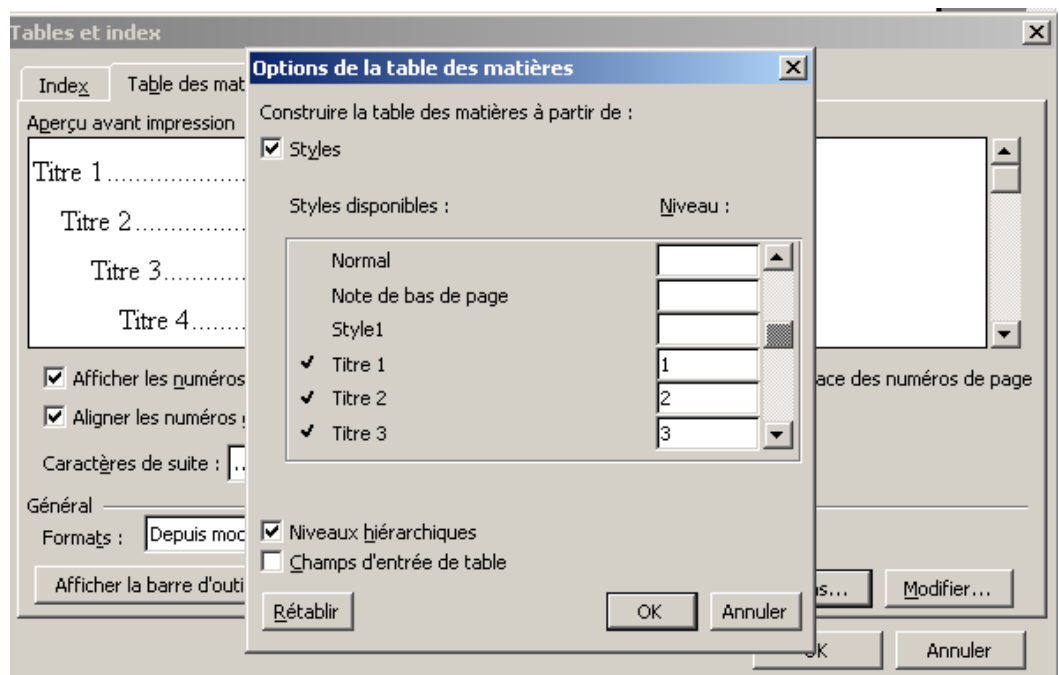 Tables et index
Index
Table des mat
Aperçu avant impression
Titre 1....................
Titre 2................
Titre 3............
Titre 4........
Afficher les numéros
ace des numéros de page
Aligner les numéros
Caractères de suite : ..
Général
Formats : Depuis mod
Afficher la barre d'outi
s...
Modifier...
OK
Annuler
Options de la table des matières
Construire la table des matières à partir de :
Styles
Styles disponibles :
Niveau :
Normal
Note de bas de page
Style1
Titre 1 1
Titre 2 2
Titre 3 3
Niveaux hiérarchiques
Champs d'entrée de table
Rétablir
OK
Annuler